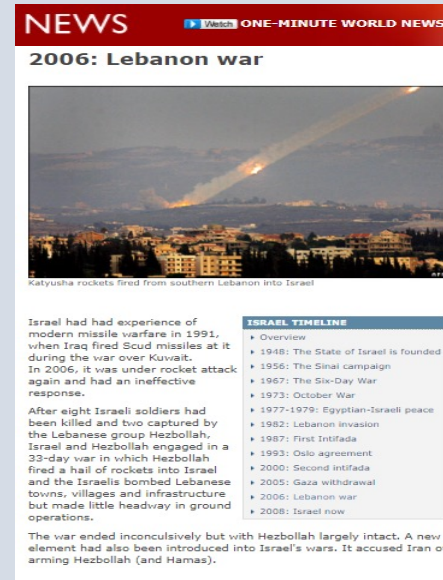 NEWS
Watch ONE-MINUTE WORLD NEWS
2006: Lebanon war
Katyusha rockets fired from southern Lebanon into Israel
Israel had had experience of
modern missile warfare in 1991,
when Iraq fired Scud missiles at it
during the war over Kuwait.
In 2006, it was under rocket attack
again and had an ineffective
response.
After eight Israeli soldiers had
been killed and two captured by
the Lebanese group Hezbollah,
Israel and Hezbollah engaged in a
33-day war in which Hezbollah
fired a hail of rockets into Israel
and the Israelis bombed Lebanese
towns, villages and infrastructure
but made little headway in ground
operations.
ISRAEL TIMELINE
Overview
1948: The State of Israel is founded
1956: The Sinai campaign
1967: The Six-Day War
1973: October War
1977-1979: Egyptian-Israeli peace
1982: Lebanon invasion
1987: First Intifada
1993: Oslo agreement
2000: Second intifada
2005: Gaza withdrawal
2006: Lebanon war
2008: Israel now
The war ended inconculsively but with Hezbollah largely intact. A new
element had also been introduced into Israel's wars. It accused Iran of
arming Hezbollah (and Hamas).